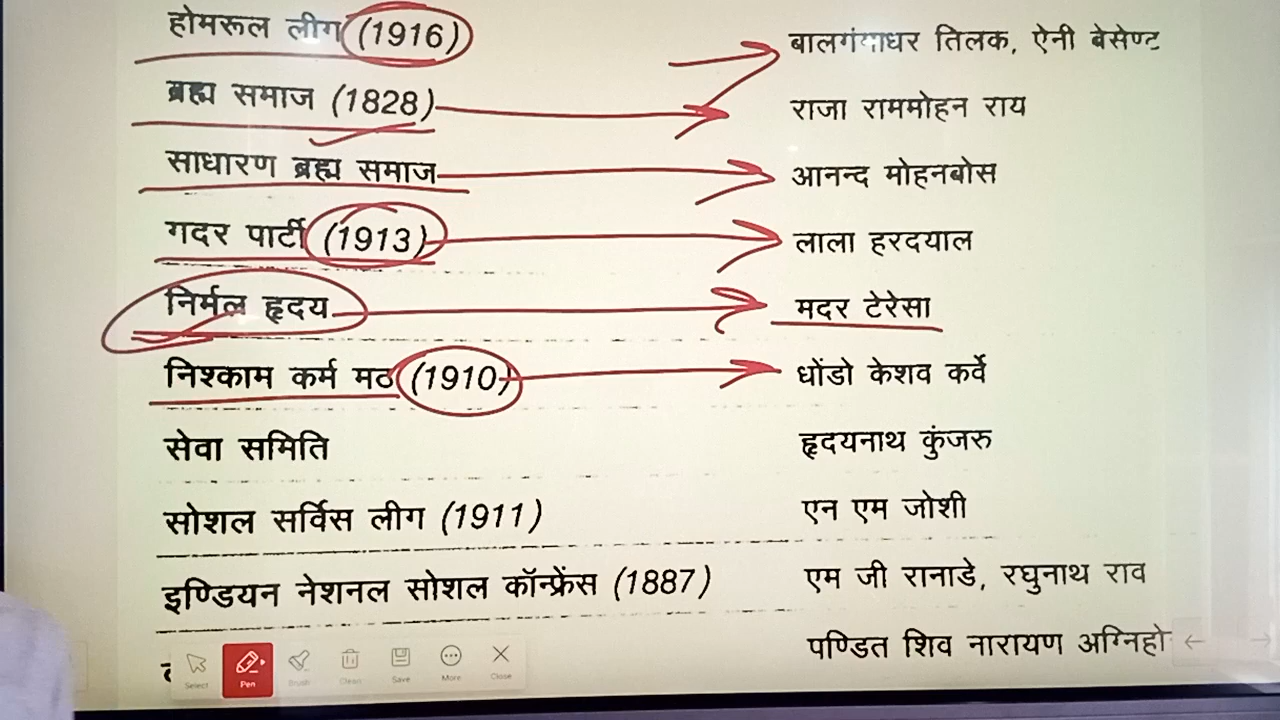 होमरूल लीग (1916) बालगंगाधर तिलक, ऐनी बेसेण्ट
ब्रह्म समाज (1828) राजा राममोहन राय
साधारण ब्रह्म समाज आनन्द मोहनबोस
गदर पार्टी (1913) लाला हरदयाल
निर्मल हृदय मदर टेरेसा
निश्काम कर्म मठ (1910) धोंडो केशव कर्वे
सेवा समिति हृदयनाथ कुंजरु
सोशल सर्विस लीग (1911) एन एम जोशी
इण्डियन नेशनल सोशल कॉन्फ्रेंस (1887) एम जी रानाडे, रघुनाथ राव
पण्डित शिव नारायण अग्निहो
Select Pen Brush Clean Save More Close